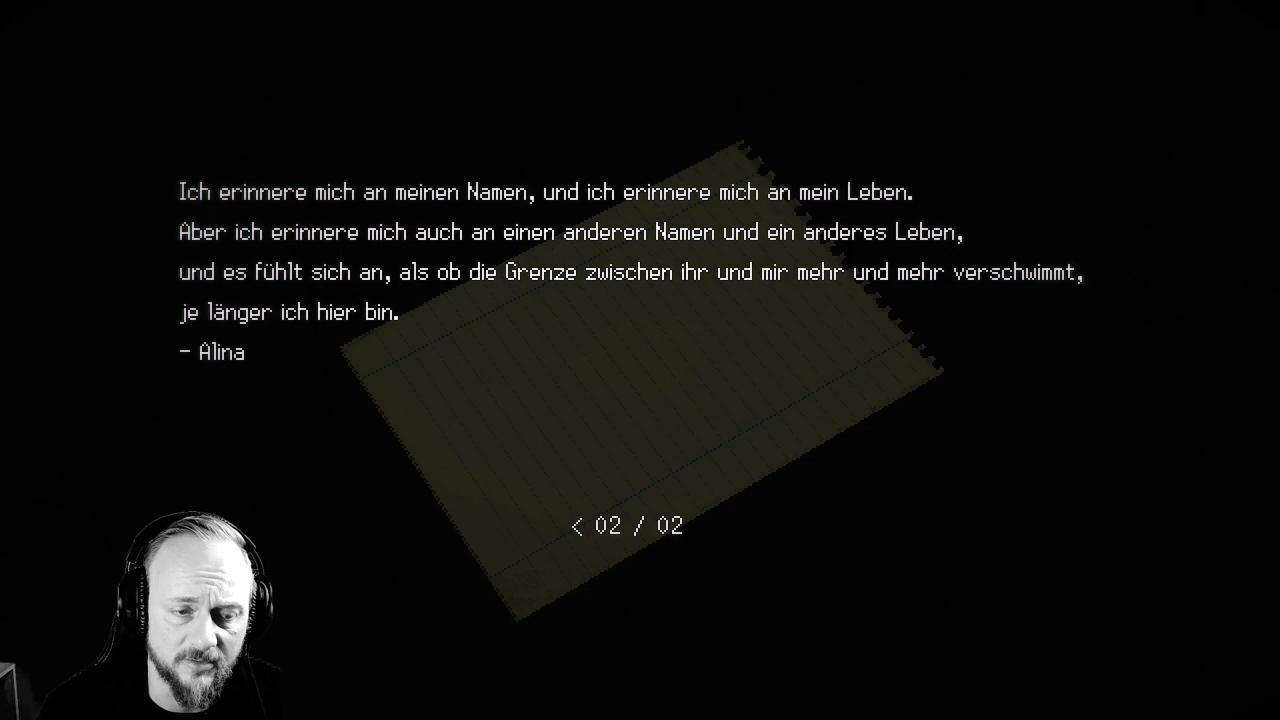 Ich erinnere mich an meinen Namen, und ich erinnere mich an mein Leben.
Aber ich erinnere mich auch an einen anderen Namen und ein anderes Leben,
und es fühlt sich an, als ob die Grenze zwischen ihr und mir mehr und mehr verschwimmt,
je länger ich hier bin.
- Alina
< 02 / 02